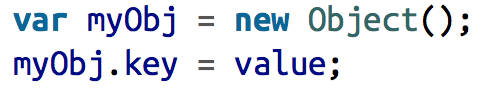 var myObj = new Object();
myObj.key = value;